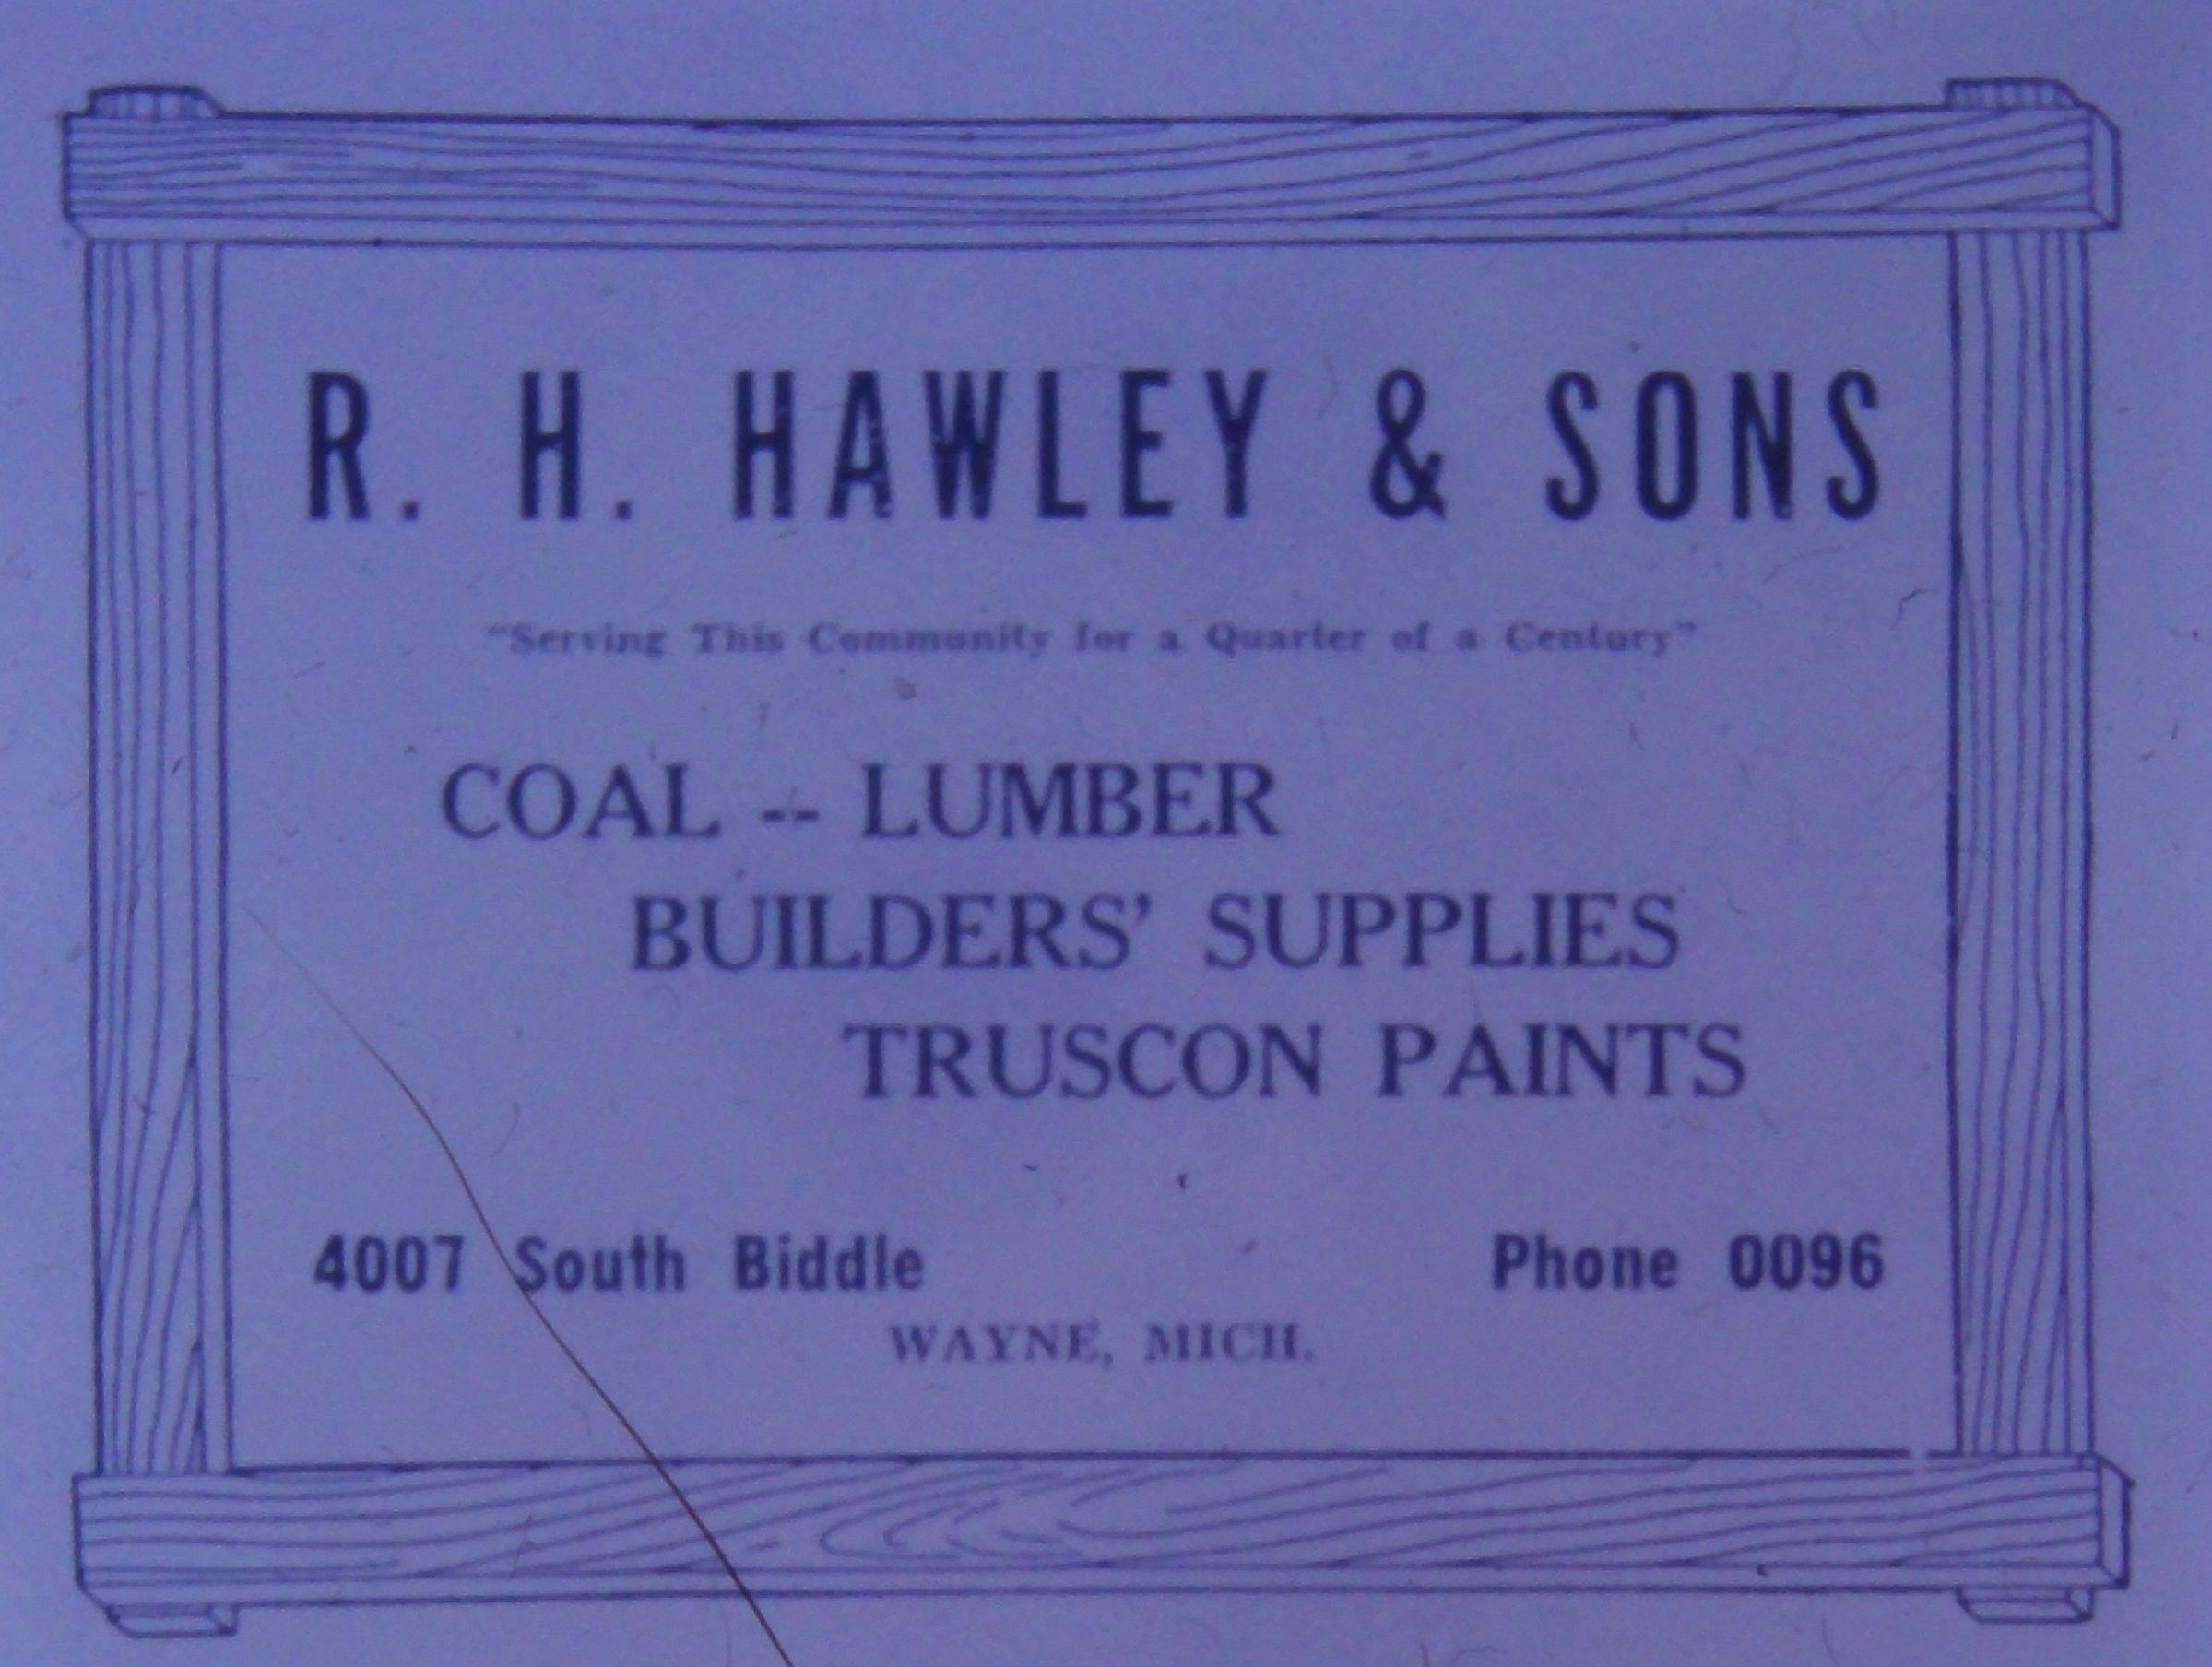 R. H. HAWLEY & SONS
"Serving This Community for a Quarter of a Century"
COAL -- LUMBER
BUILDERS' SUPPLIES
TRUSCON PAINTS
4007 South Biddle Phone 0096
WAYNE, MICH.